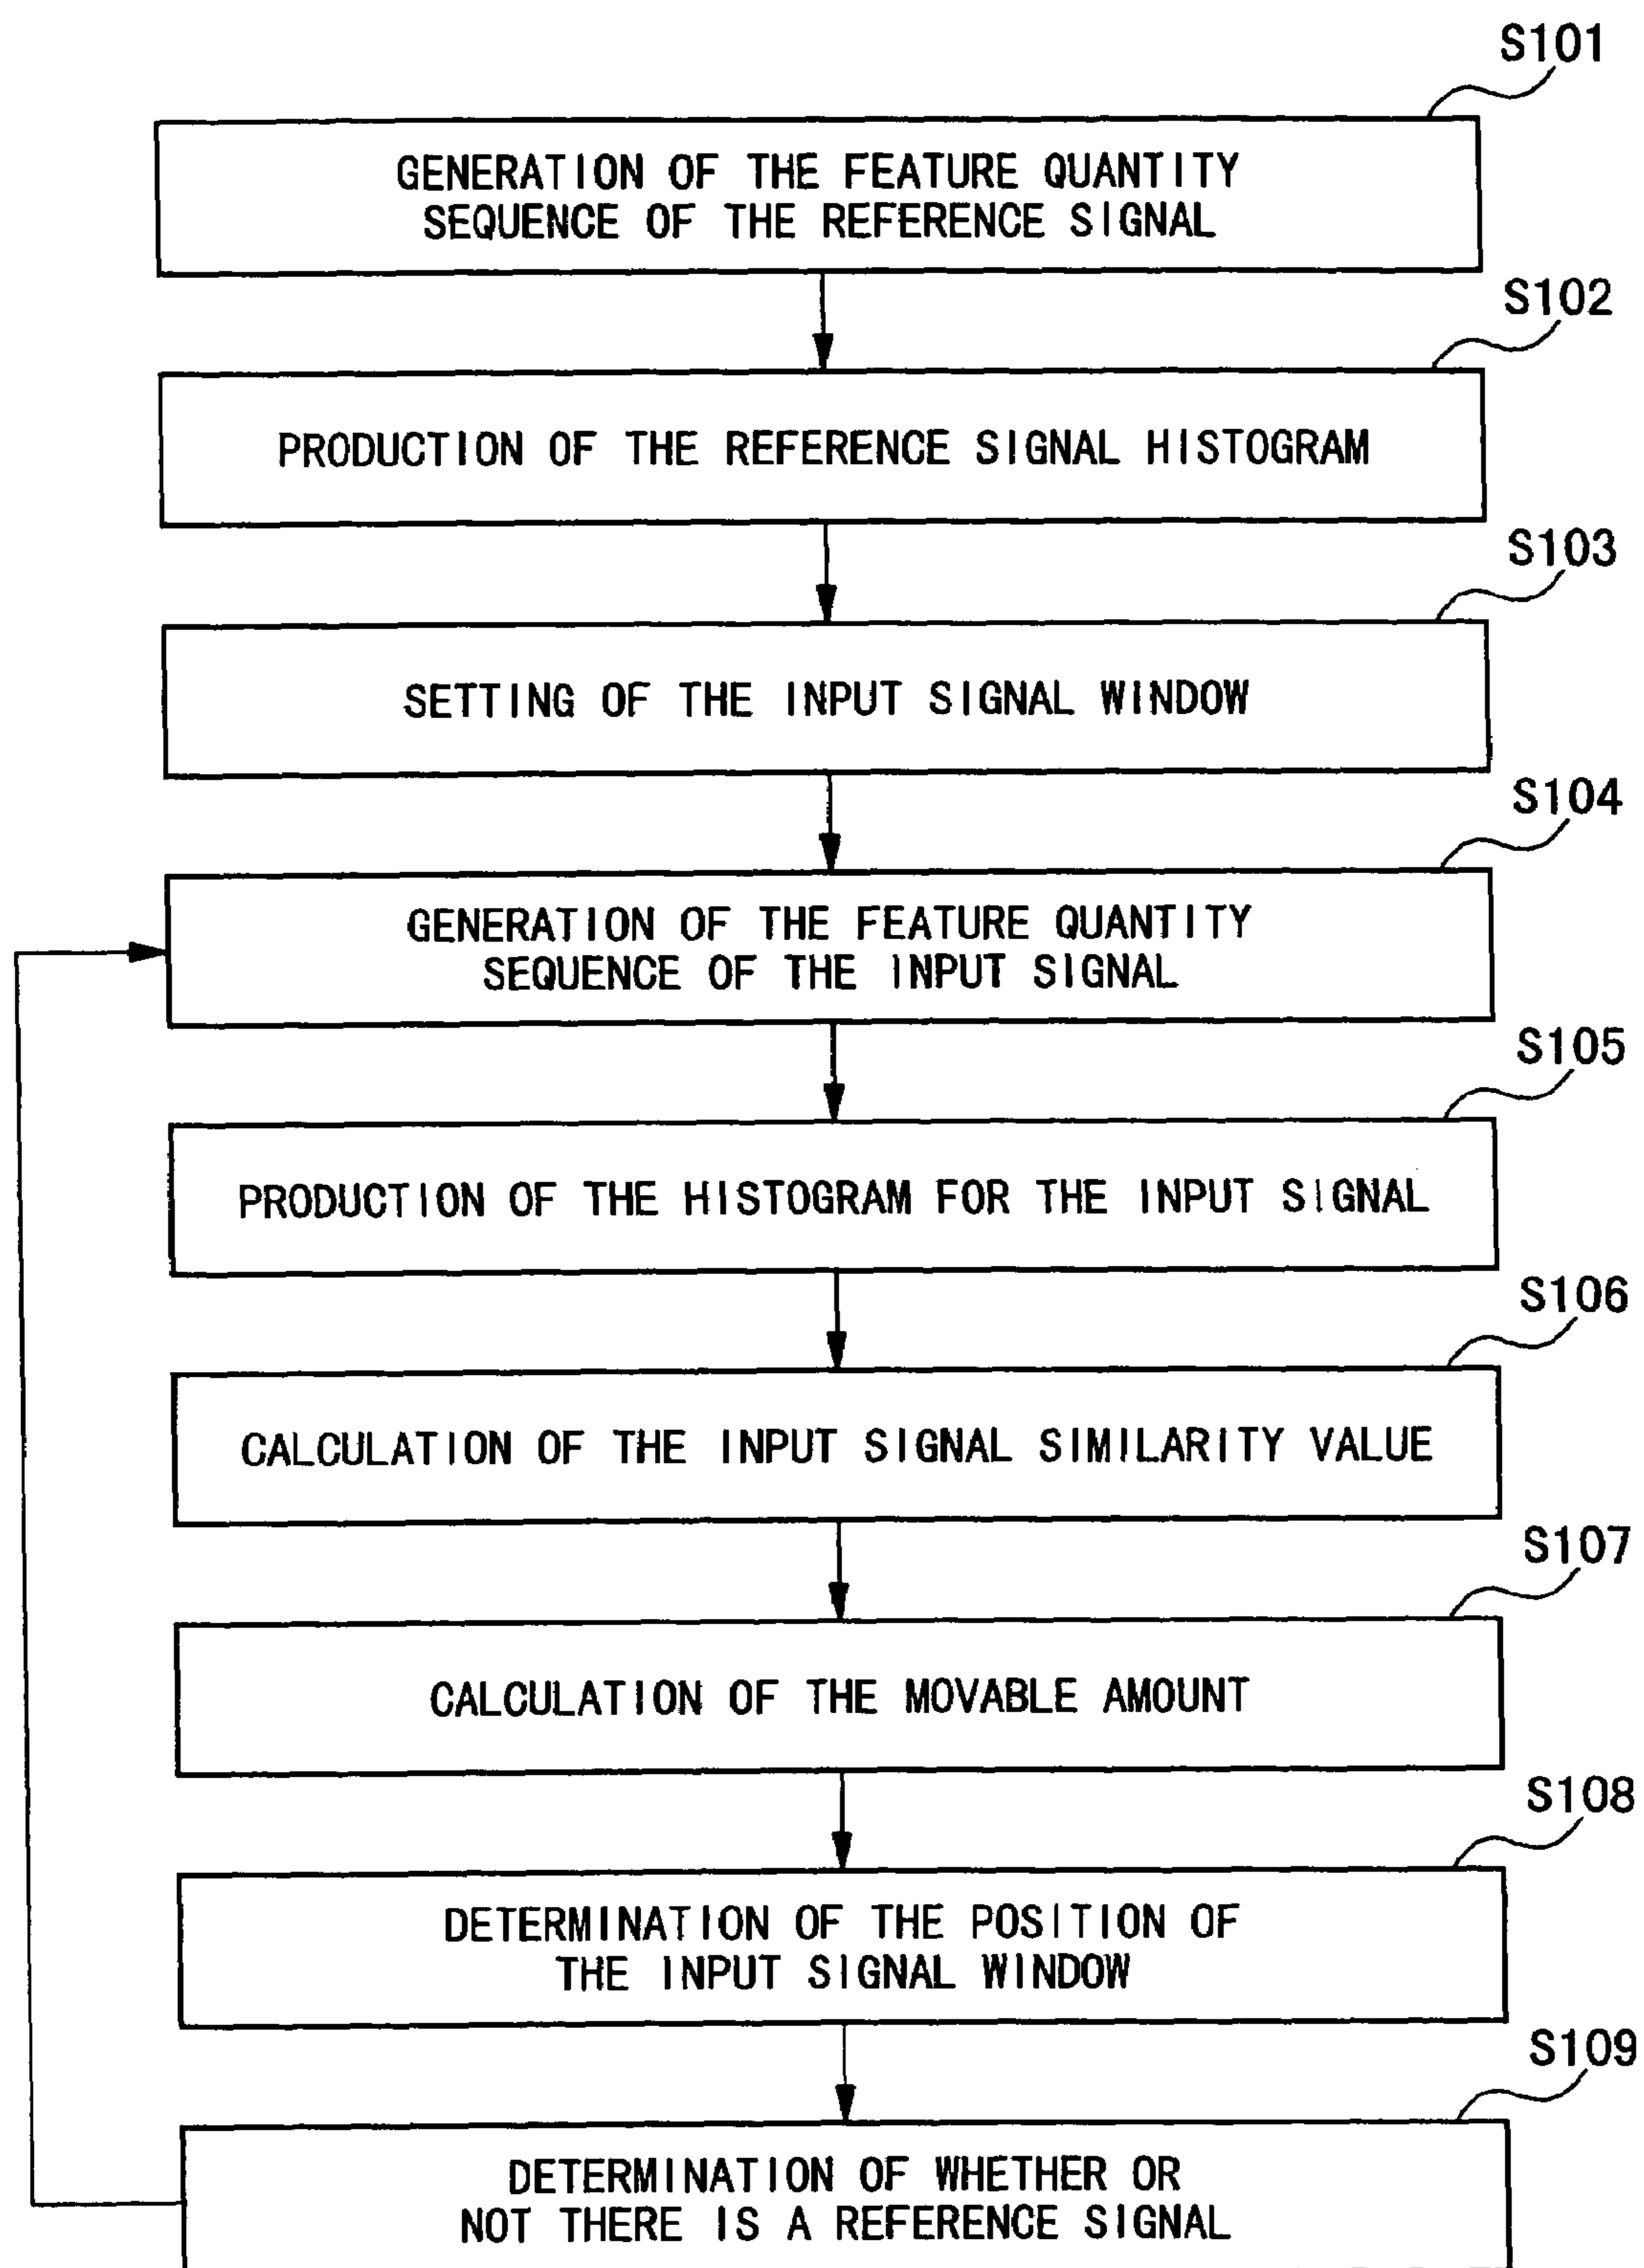 S101
GENERATION OF THE FEATURE QUANTITY
SEQUENCE OF THE REFERENCE SIGNAL
S102
PRODUCTION OF THE REFERENCE SIGNAL HISTOGRAM
S103
SETTING OF THE INPUT SIGNAL WINDOW
S104
GENERATION OF THE FEATURE QUANTITY
SEQUENCE OF THE INPUT SIGNAL
S105
PRODUCTION OF THE HISTOGRAM FOR THE INPUT SIGNAL
S106
CALCULATION OF THE INPUT SIGNAL SIMILARITY VALUE
S107
CALCULATION OF THE MOVABLE AMOUNT
S108
DETERMINATION OF THE POSITION OF
THE INPUT SIGNAL WINDOW
S109
DETERMINATION OF WHETHER OR
NOT THERE IS A REFERENCE SIGNAL